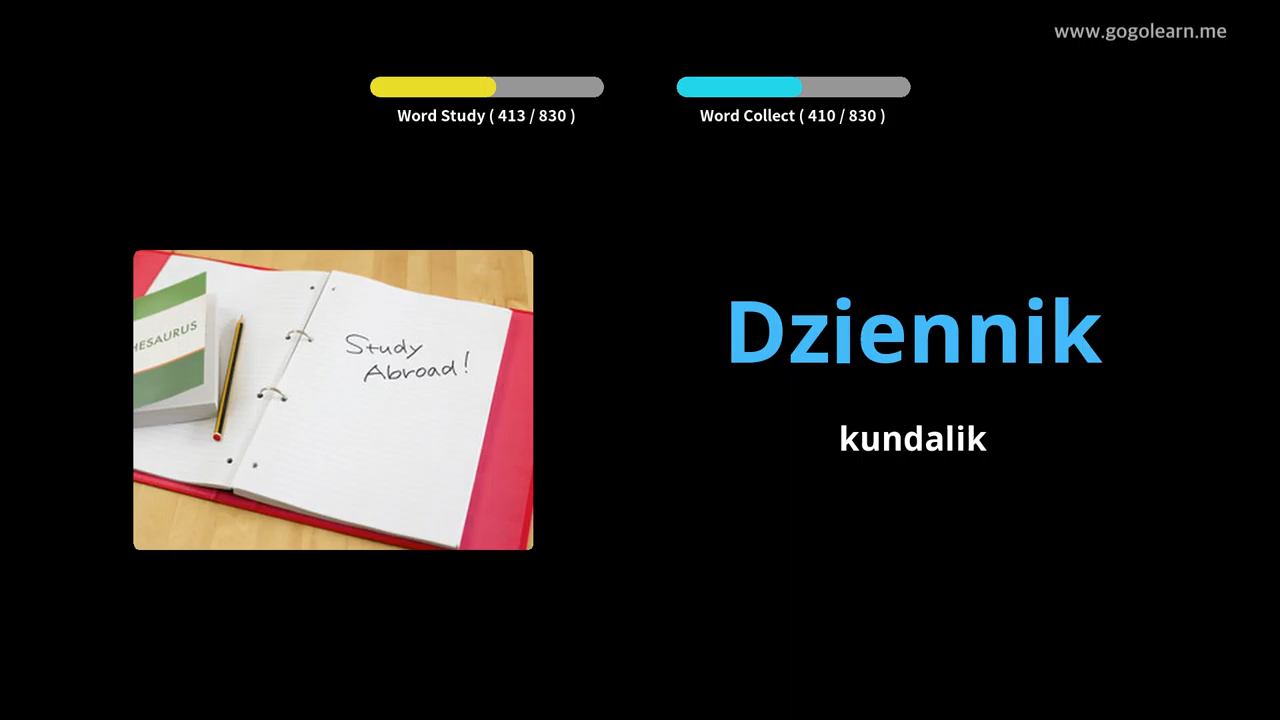 www.gogolearn.me
Word Study ( 413 / 830 )
Word Collect ( 410 / 830 )
HESAURUS
Study
Abroad!
Dziennik
kundalik